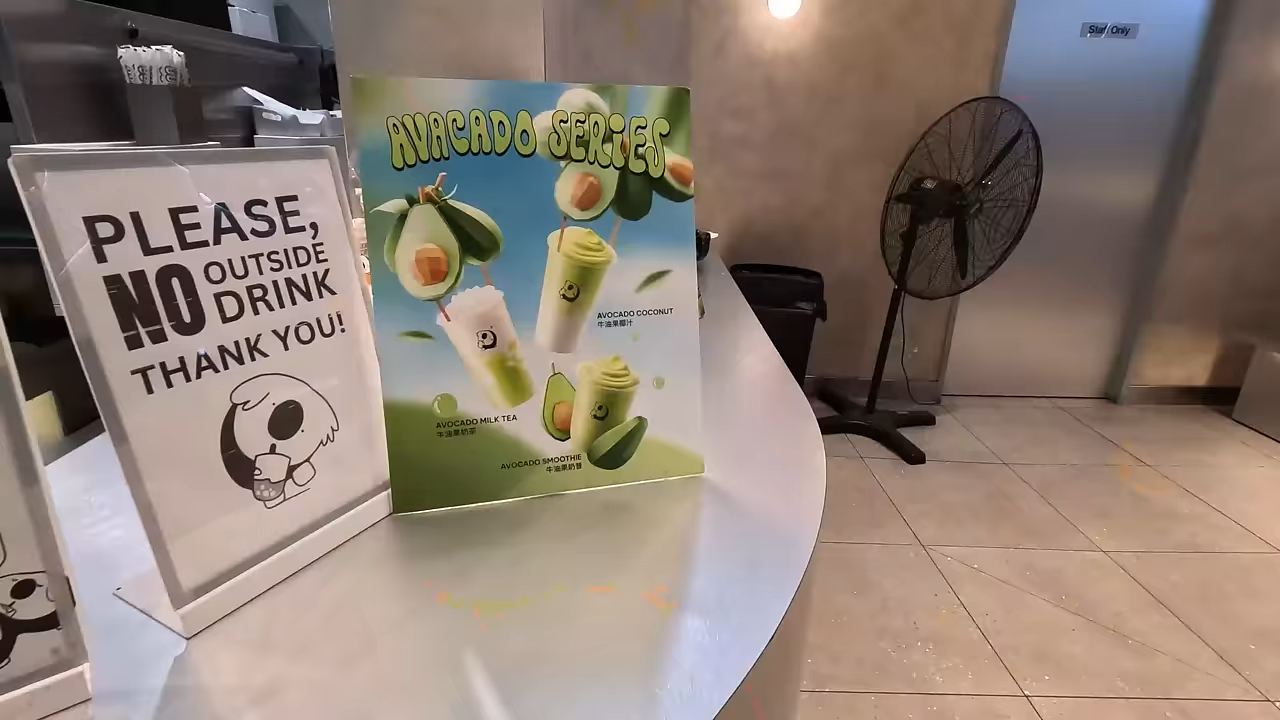 PLEASE,
NO OUTSIDE
DRINK
THANK YOU!
AVACADO SERIES
AVOCADO COCONUT
牛油果椰汁
AVOCADO MILK TEA
牛油果奶茶
AVOCADO SMOOTHIE
牛油果奶昔
Staff Only